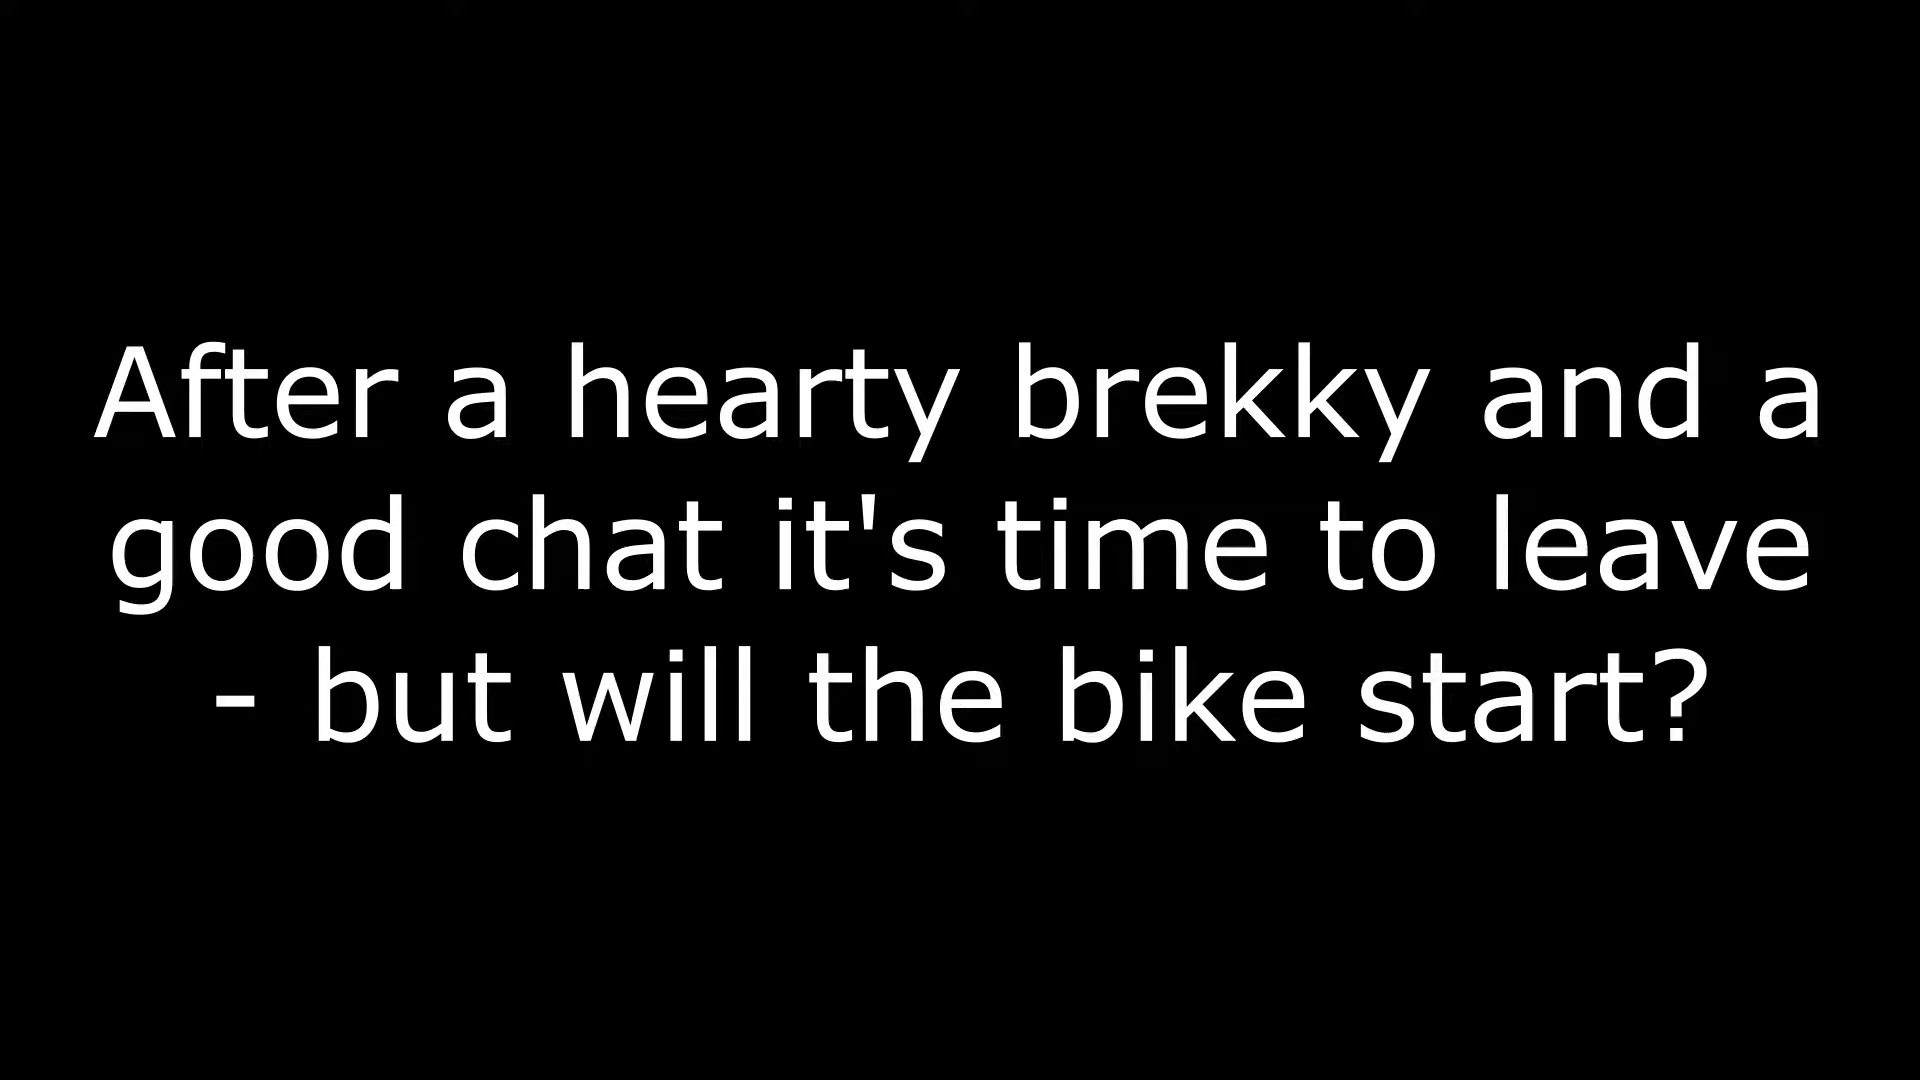 After a hearty brekky and a
good chat it's time to leave
- but will the bike start?